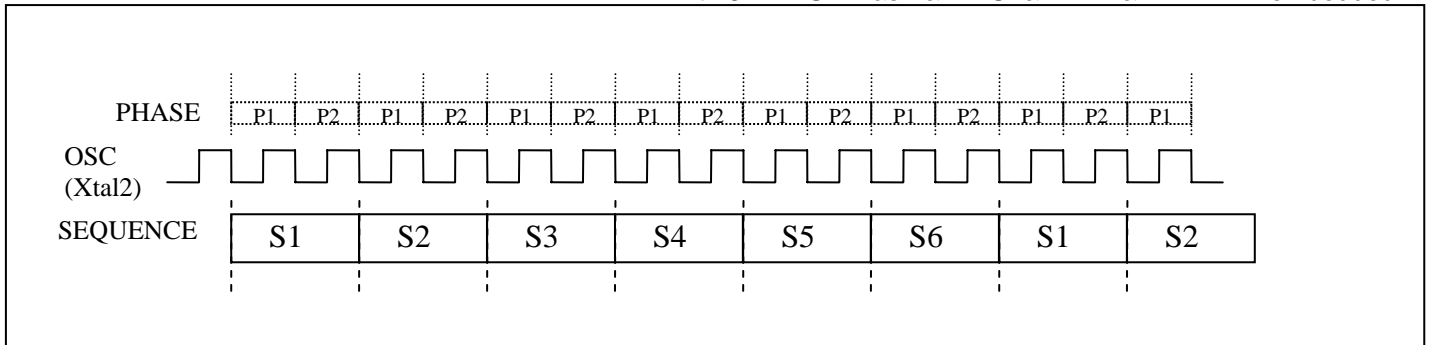 PHASE P1 P2 P1 P2 P1 P2 P1 P2 P1 P2 P1 P2 P1 P2 P1
OSC
(Xtal2)
SEQUENCE S1 S2 S3 S4 S5 S6 S1 S2